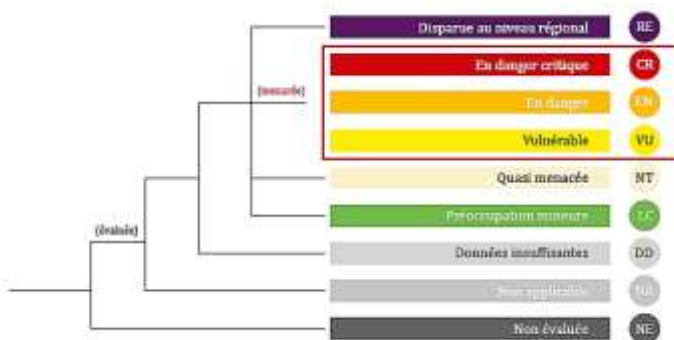 Disparue au niveau régional RE
En danger critique CR
(menacée)
En danger EN
Vulnérable VU
Quasi menacée NT
Préoccupation mineure LC
(évaluée)
Données insuffisantes DD
Non applicable NA
Non évaluée NE